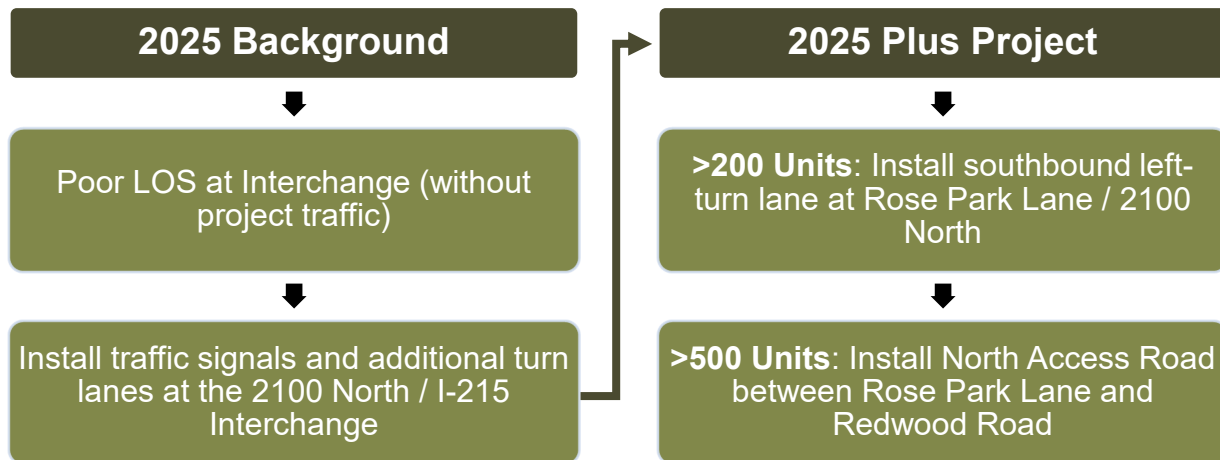 2025 Background
Poor LOS at Interchange (without
project traffic)
Install traffic signals and additional turn
lanes at the 2100 North / I-215
Interchange
2025 Plus Project
>200 Units: Install southbound left-
turn lane at Rose Park Lane / 2100
North
>500 Units: Install North Access Road
between Rose Park Lane and
Redwood Road